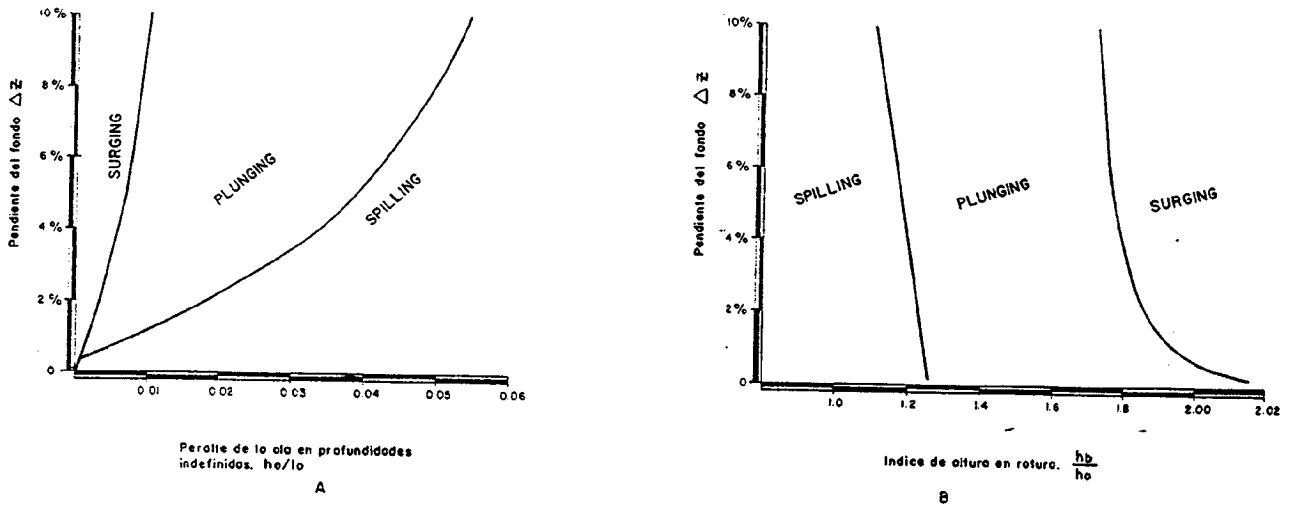 10%
8%
6%
4%
2%
0
Pendiente del fondo Δ z
SURGING
PLUNGING
SPILLING
0.01
0.02
0.03
0.04
0.05
0.06
Peralte de la ola en profundidades
indefinidas. ho/lo
A
10%
8%
6%
4%
2%
0
Pendiente del fondo Δ z
SPILLING
PLUNGING
SURGING
1.0
1.2
1.4
1.6
1.8
2.00
2.02
Indice de altura en rotura. hb
ho
B